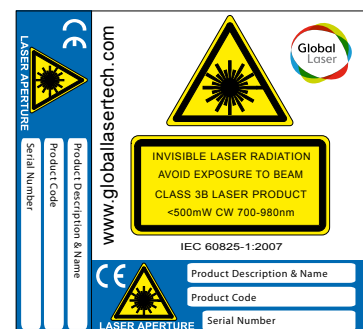 CE
LASER APERTURE
Product Description & Name
Product Code
Serial Number
www.globallasertech.com
Global
Laser
INVISIBLE LASER RADIATION
AVOID EXPOSURE TO BEAM
CLASS 3B LASER PRODUCT
<500mW CW 700-980nm
IEC 60825-1:2007
CE
LASER APERTURE
Product Description & Name
Product Code
Serial Number